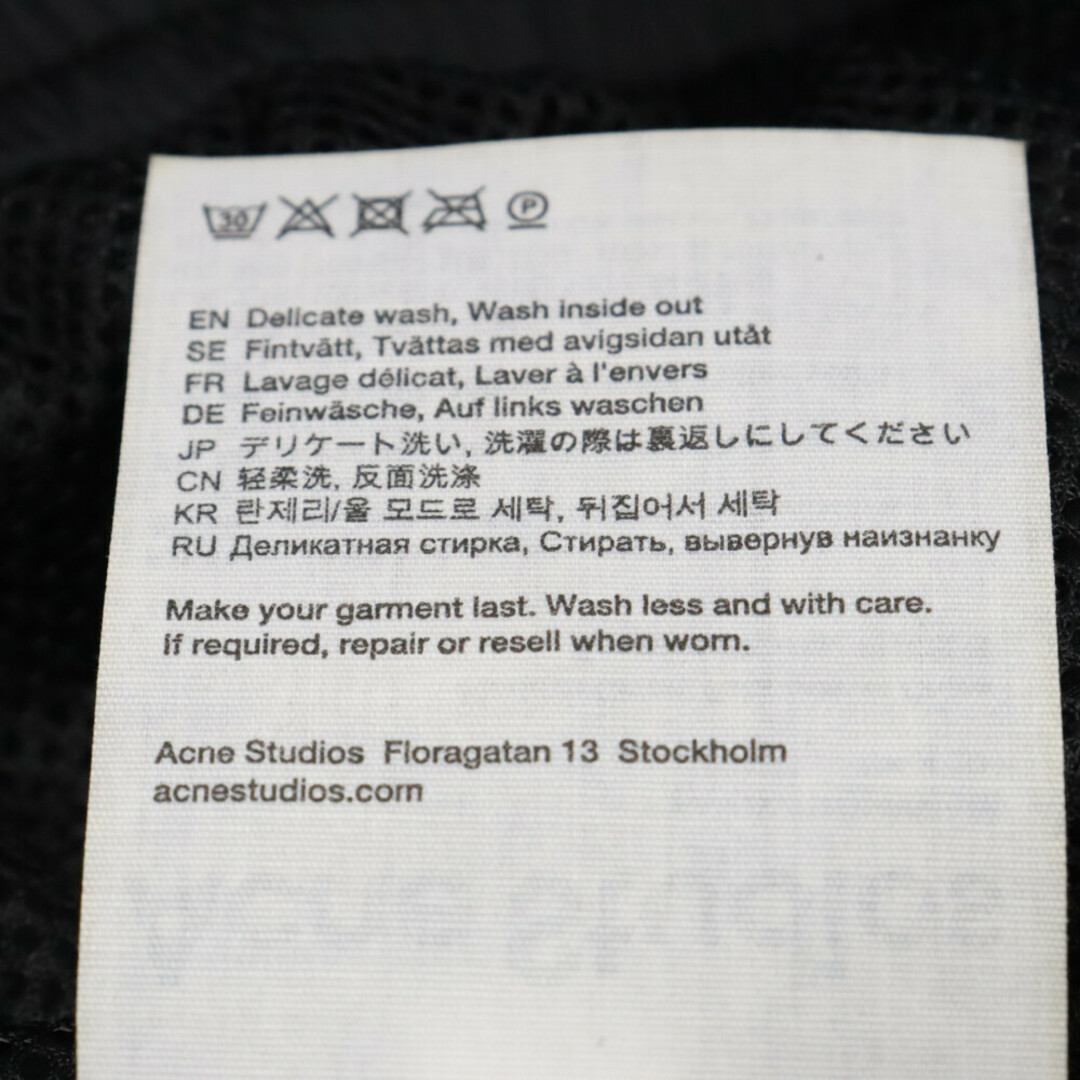 30 P
EN Delicate wash, Wash inside out
SE Fintvätt, Tvättas med avigsidan utåt
FR Lavage délicat, Laver à l'envers
DE Feinwäsche, Auf links waschen
JP デリケート洗い, 洗濯の際は裏返しにしてください
CN 轻柔洗, 反面洗涤
KR 란제리/울 모드로 세탁, 뒤집어서 세탁
RU Деликатная стирка, Стирать, вывернув наизнанку
Make your garment last. Wash less and with care.
If required, repair or resell when worn.
Acne Studios Floragatan 13 Stockholm
acnestudios.com